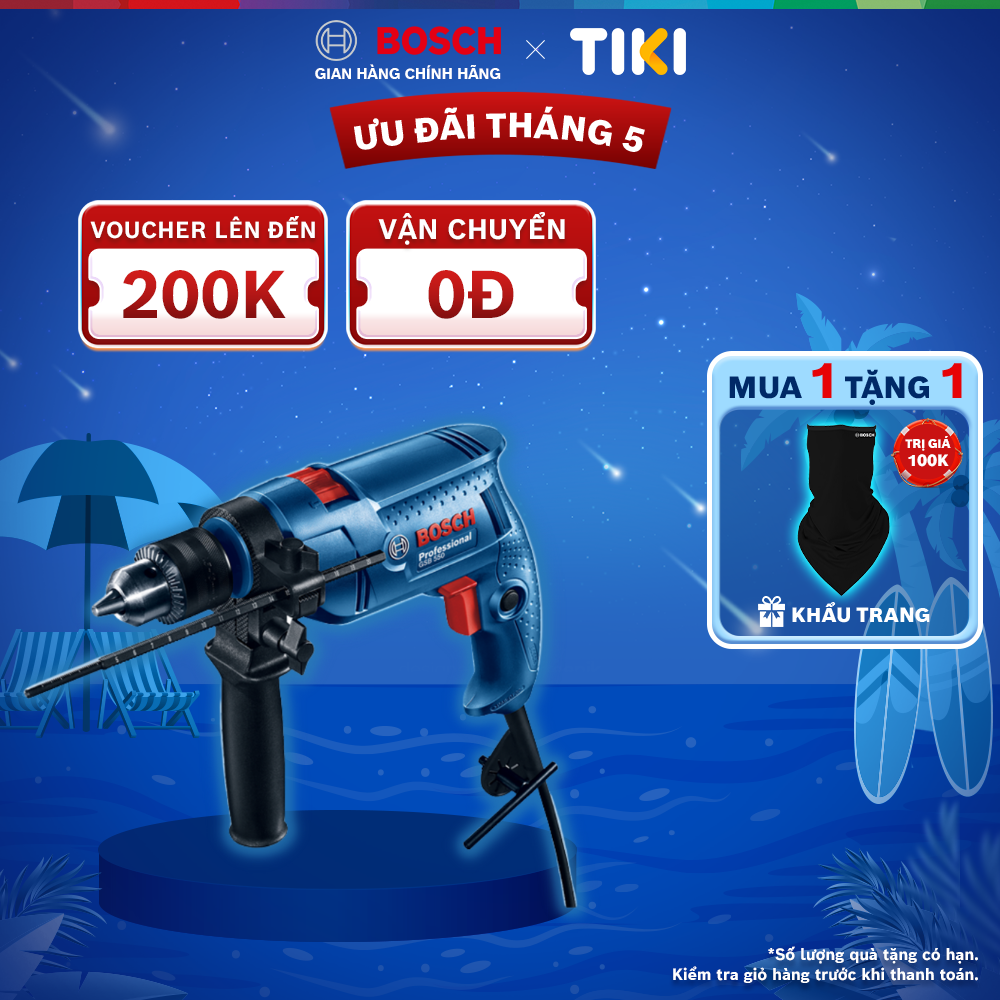 BOSCH × TIKI
GIAN HÀNG CHÍNH HÃNG
ƯU ĐÃI THÁNG 5
VOUCHER LÊN ĐẾN
200K
VẬN CHUYỂN
0Đ
MUA 1 TẶNG 1
BOSCH
TRỊ GIÁ
100K
KHẨU TRANG
BOSCH
Professional
GSB 550
*Số lượng quà tặng có hạn.
Kiểm tra giỏ hàng trước khi thanh toán.